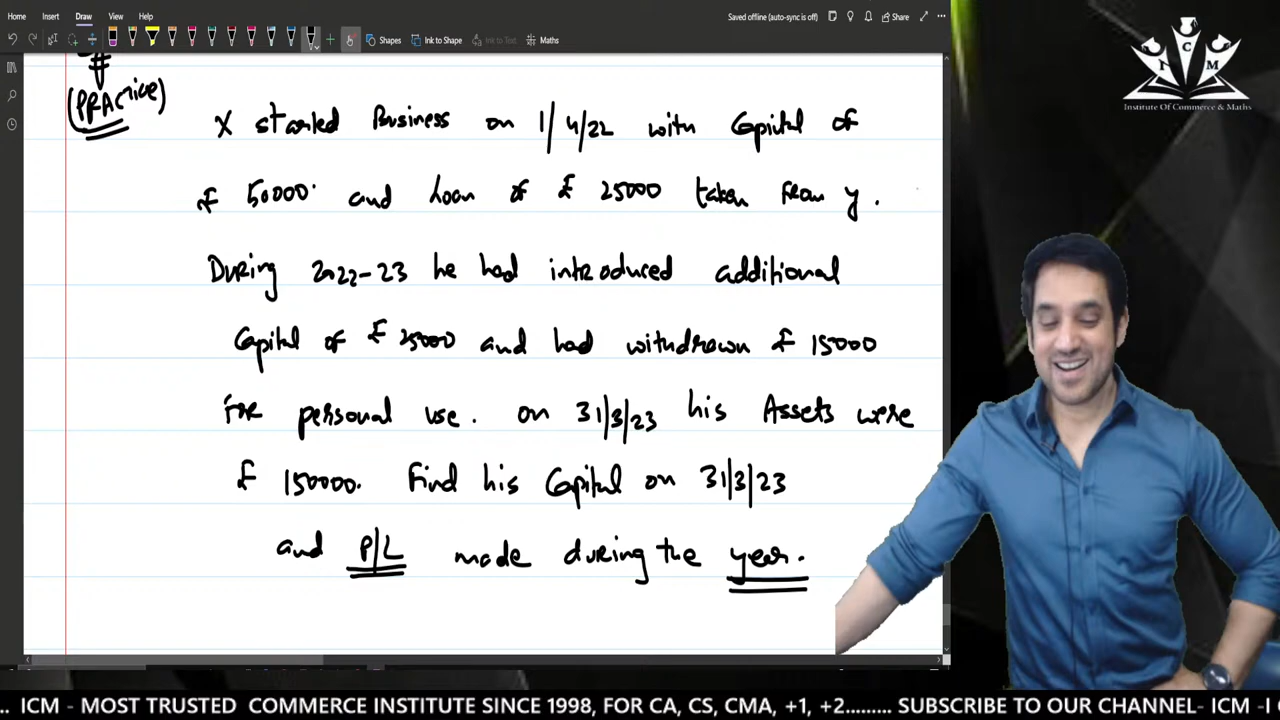 Home Insert Draw View Help
Saved offline (auto-sync is off) Share
Shapes Ink to Shape Ink to Text Maths
(PRACTICE)
X started Business on 1/4/22 with Capital of
£ 50000. and Loan of £ 25000 taken from y.
During 2022-23 he had introduced additional
Capital of £ 25000 and had withdrawn £ 15000
For personal use. on 31/3/23 his Assets were
£ 150000. Find his Capital on 31/3/23
and P/L made during the year.
I C M
Institute Of Commerce & Maths
.. ICM - MOST TRUSTED COMMERCE INSTITUTE SINCE 1998, FOR CA, CS, CMA, +1, +2......... SUBSCRIBE TO OUR CHANNEL- ICM -I